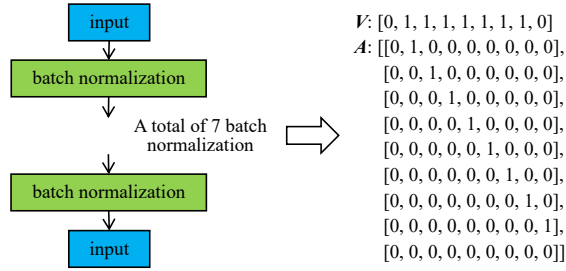 input
batch normalization
A total of 7 batch
normalization
batch normalization
input
V: [0, 1, 1, 1, 1, 1, 1, 1, 0]
A: [[0, 1, 0, 0, 0, 0, 0, 0, 0],
[0, 0, 1, 0, 0, 0, 0, 0, 0],
[0, 0, 0, 1, 0, 0, 0, 0, 0],
[0, 0, 0, 0, 1, 0, 0, 0, 0],
[0, 0, 0, 0, 0, 1, 0, 0, 0],
[0, 0, 0, 0, 0, 0, 1, 0, 0],
[0, 0, 0, 0, 0, 0, 0, 1, 0],
[0, 0, 0, 0, 0, 0, 0, 0, 1],
[0, 0, 0, 0, 0, 0, 0, 0, 0]]